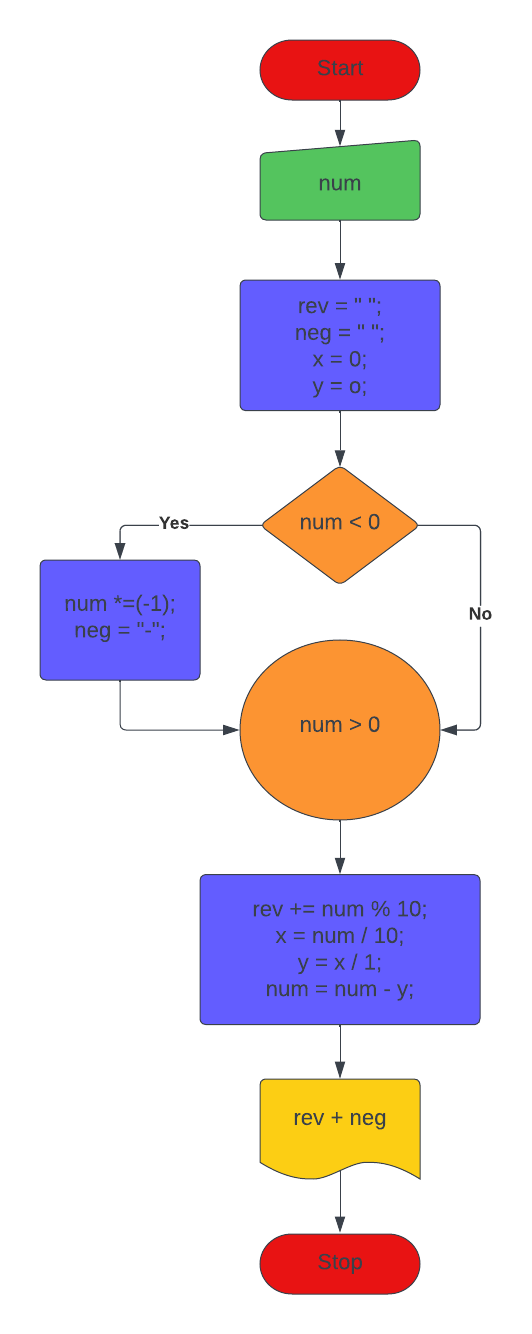 Start
num
rev = " ";
neg = " ";
x = 0;
y = o;
num < 0
Yes
num *=(-1);
neg = "-";
No
num > 0
rev += num % 10;
x = num / 10;
y = x / 1;
num = num - y;
rev + neg
Stop